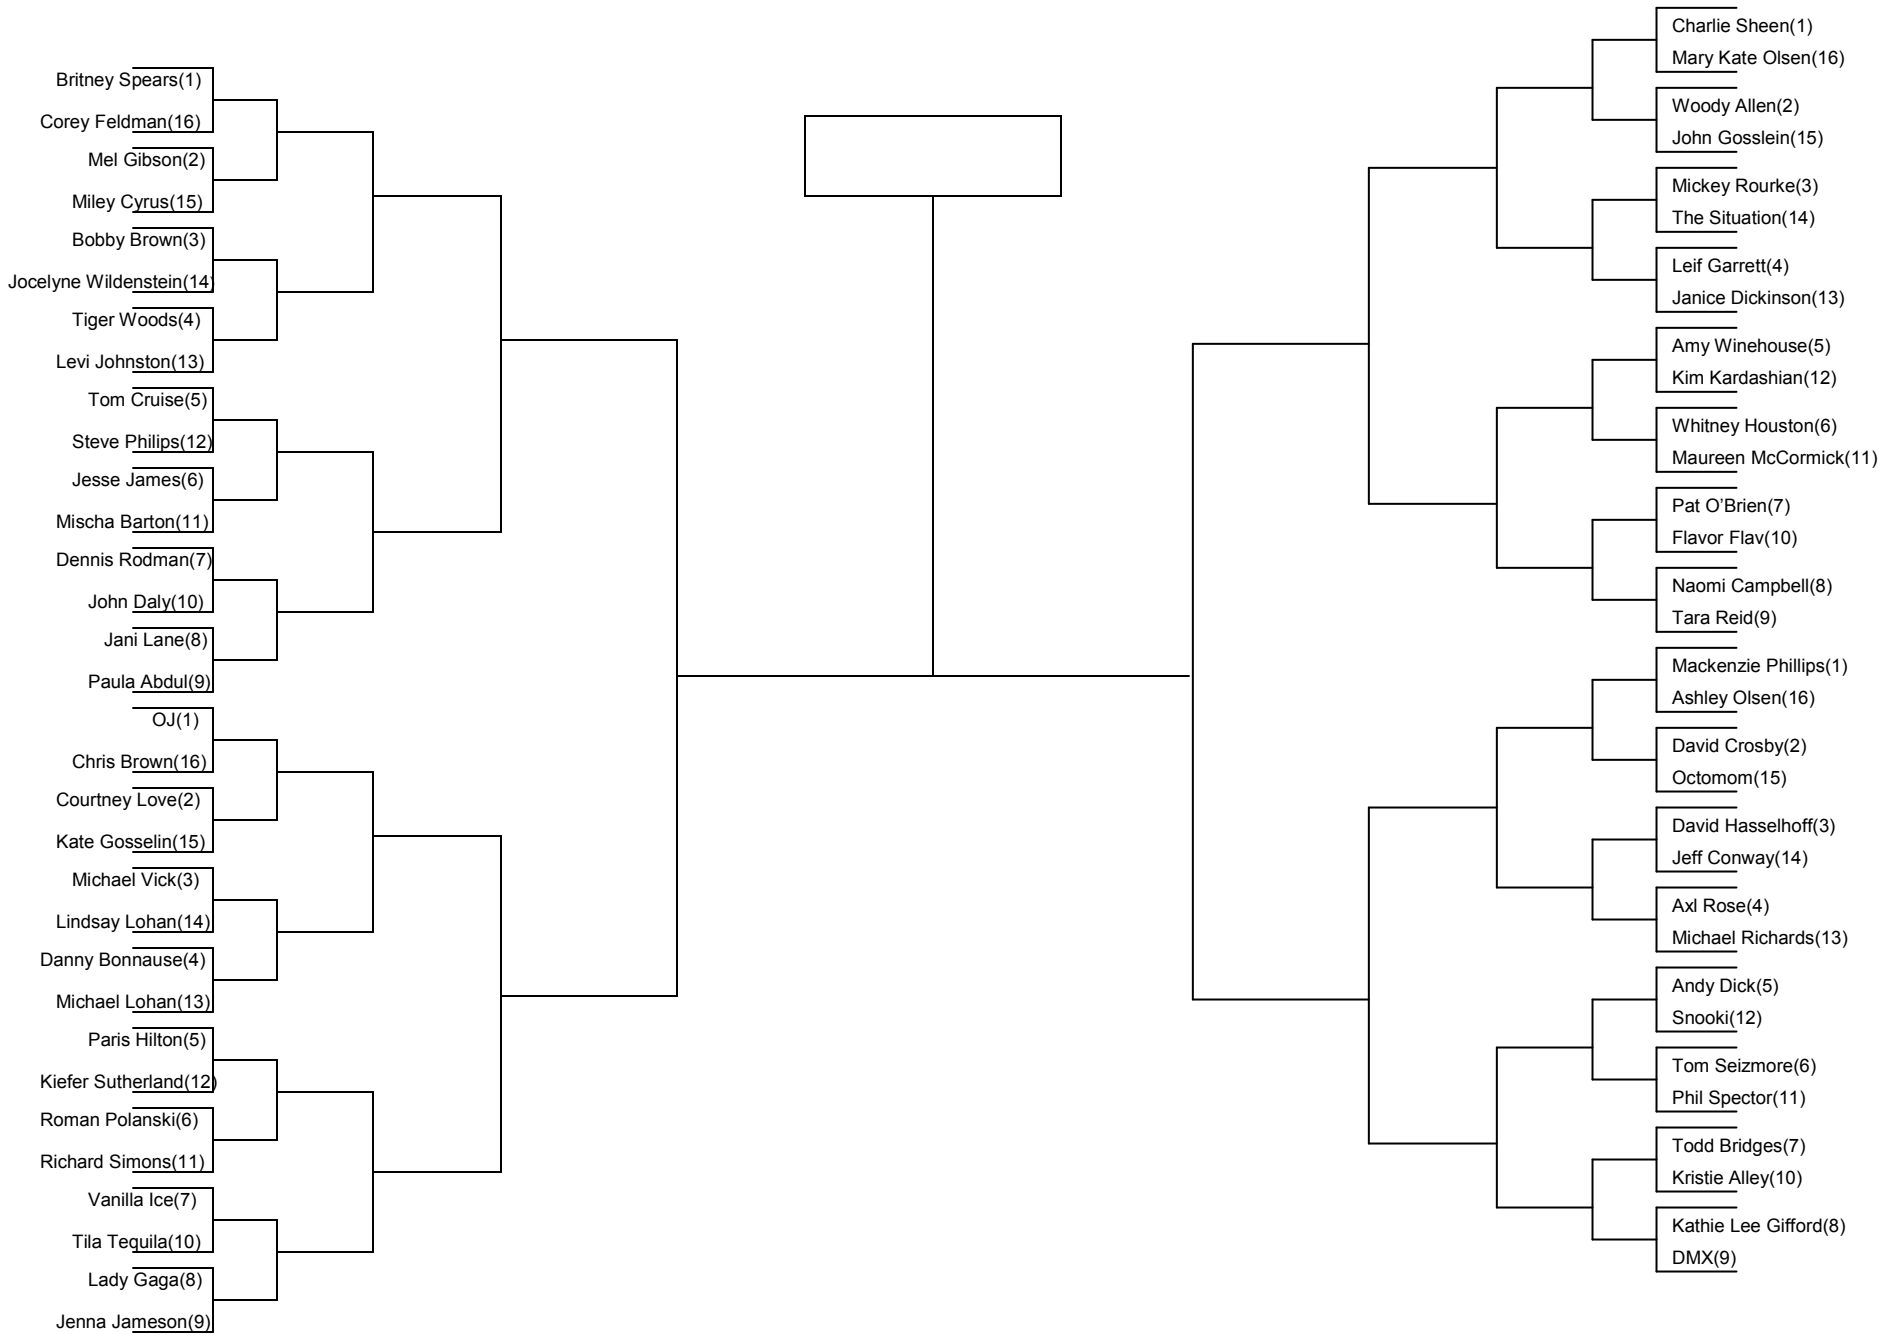 Britney Spears(1)
Corey Feldman(16)
Mel Gibson(2)
Miley Cyrus(15)
Bobby Brown(3)
Jocelyne Wildenstein(14)
Tiger Woods(4)
Levi Johnston(13)
Tom Cruise(5)
Steve Philips(12)
Jesse James(6)
Mischa Barton(11)
Dennis Rodman(7)
John Daly(10)
Jani Lane(8)
Paula Abdul(9)
OJ(1)
Chris Brown(16)
Courtney Love(2)
Kate Gosselin(15)
Michael Vick(3)
Lindsay Lohan(14)
Danny Bonnause(4)
Michael Lohan(13)
Paris Hilton(5)
Kiefer Sutherland(12)
Roman Polanski(6)
Richard Simons(11)
Vanilla Ice(7)
Tila Tequila(10)
Lady Gaga(8)
Jenna Jameson(9)
Charlie Sheen(1)
Mary Kate Olsen(16)
Woody Allen(2)
John Gosslein(15)
Mickey Rourke(3)
The Situation(14)
Leif Garrett(4)
Janice Dickinson(13)
Amy Winehouse(5)
Kim Kardashian(12)
Whitney Houston(6)
Maureen McCormick(11)
Pat O’Brien(7)
Flavor Flav(10)
Naomi Campbell(8)
Tara Reid(9)
Mackenzie Phillips(1)
Ashley Olsen(16)
David Crosby(2)
Octomom(15)
David Hasselhoff(3)
Jeff Conway(14)
Axl Rose(4)
Michael Richards(13)
Andy Dick(5)
Snooki(12)
Tom Seizmore(6)
Phil Spector(11)
Todd Bridges(7)
Kristie Alley(10)
Kathie Lee Gifford(8)
DMX(9)